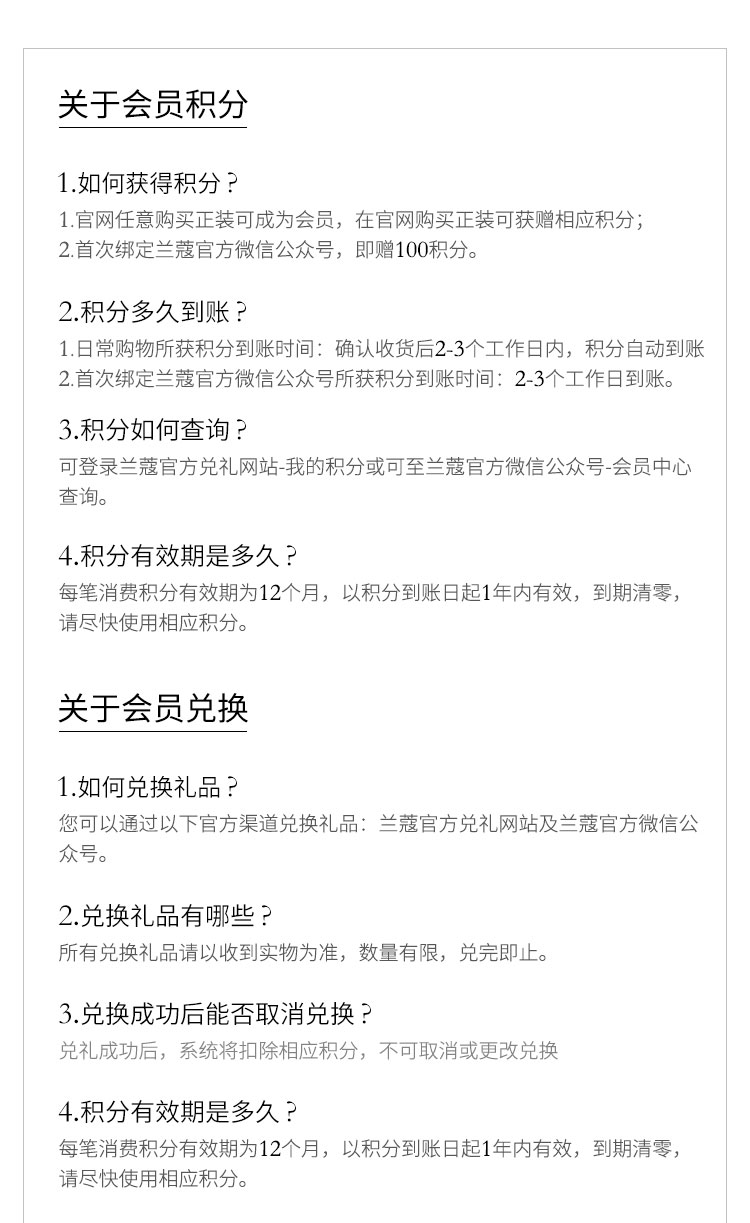 关于会员积分
1.如何获得积分？
1.官网任意购买正装可成为会员，在官网购买正装可获赠相应积分；
2.首次绑定兰蔻官方微信公众号，即赠100积分。
2.积分多久到账？
1.日常购物所获积分到账时间：确认收货后2-3个工作日内，积分自动到账
2.首次绑定兰蔻官方微信公众号所获积分到账时间：2-3个工作日到账。
3.积分如何查询？
可登录兰蔻官方兑礼网站-我的积分或可至兰蔻官方微信公众号-会员中心
查询。
4.积分有效期是多久？
每笔消费积分有效期为12个月，以积分到账日起1年内有效，到期清零，
请尽快使用相应积分。
关于会员兑换
1.如何兑换礼品？
您可以通过以下官方渠道兑换礼品：兰蔻官方兑礼网站及兰蔻官方微信公
众号。
2.兑换礼品有哪些？
所有兑换礼品请以收到实物为准，数量有限，兑完即止。
3.兑换成功后能否取消兑换？
兑礼成功后，系统将扣除相应积分，不可取消或更改兑换
4.积分有效期是多久？
每笔消费积分有效期为12个月，以积分到账日起1年内有效，到期清零，
请尽快使用相应积分。